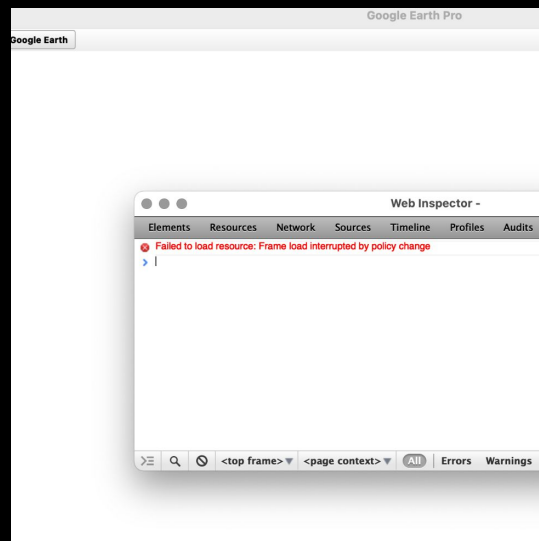 Google Earth Pro
Google Earth
Web Inspector -
Elements Resources Network Sources Timeline Profiles Audits
Failed to load resource: Frame load interrupted by policy change
<top frame> <page context> All Errors Warnings